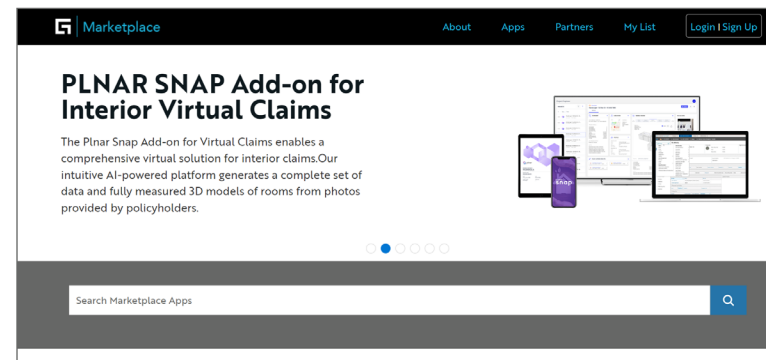 Marketplace
About Apps Partners My List Login | Sign Up
PLNAR SNAP Add-on for
Interior Virtual Claims
The Plnar Snap Add-on for Virtual Claims enables a
comprehensive virtual solution for interior claims.Our
intuitive AI-powered platform generates a complete set of
data and fully measured 3D models of rooms from photos
provided by policyholders.
snap
Search Marketplace Apps